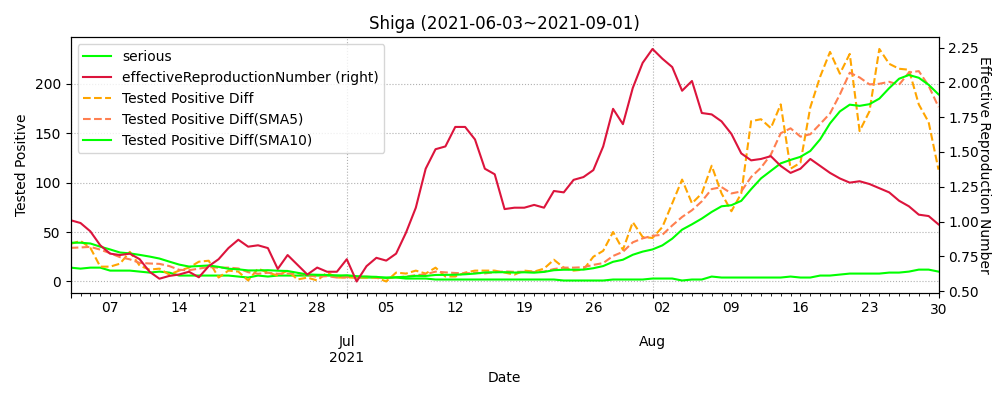 Shiga (2021-06-03~2021-09-01)
serious
effectiveReproductionNumber (right)
Tested Positive Diff
Tested Positive Diff(SMA5)
Tested Positive Diff(SMA10)
Tested Positive
200
150
100
50
0
2.25
2.00
1.75
1.50
1.25
1.00
0.75
0.50
Effective Reproduction Number
07 14 21 28 05 12 19 26 02 09 16 23 30
Jul Aug
2021
Date